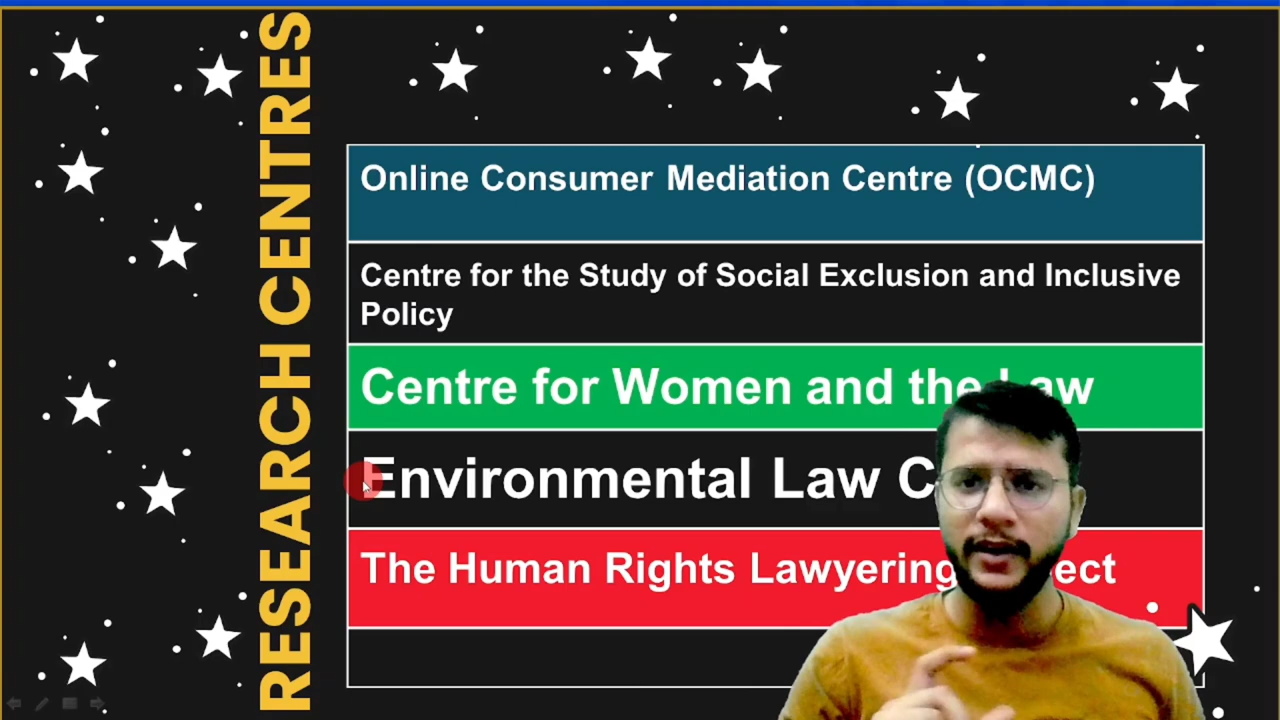 RESEARCH CENTRES
Online Consumer Mediation Centre (OCMC)
Centre for the Study of Social Exclusion and Inclusive
Policy
Centre for Women and the Law
Environmental Law
The Human Rights Lawyering